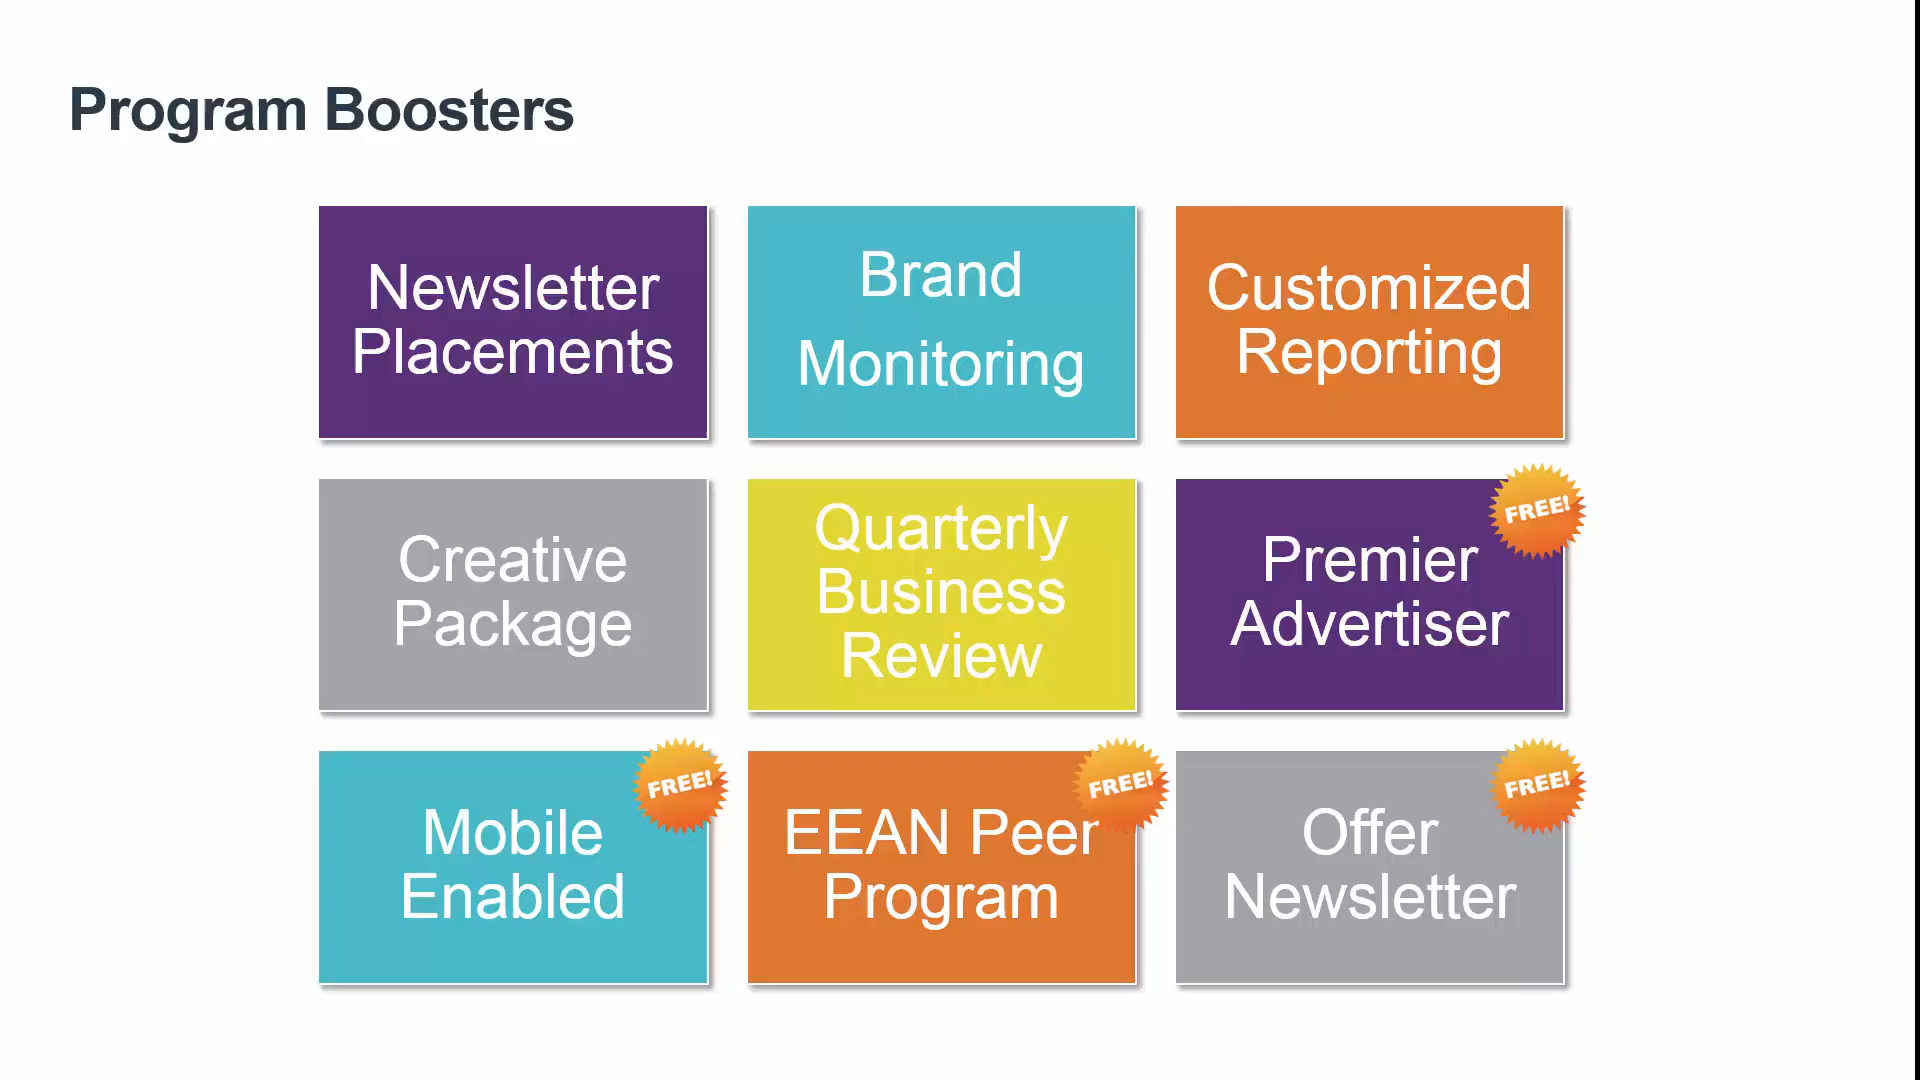 Program Boosters
Newsletter
Placements
Brand
Monitoring
Customized
Reporting
Creative
Package
Quarterly
Business
Review
FREE!
Premier
Advertiser
FREE!
Mobile
Enabled
FREE!
EEAN Peer
Program
FREE!
Offer
Newsletter